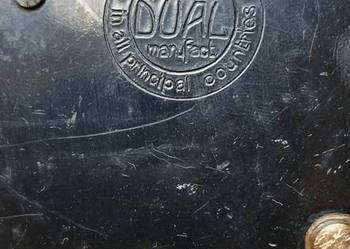 DUAL
manufact.
in all principal countries